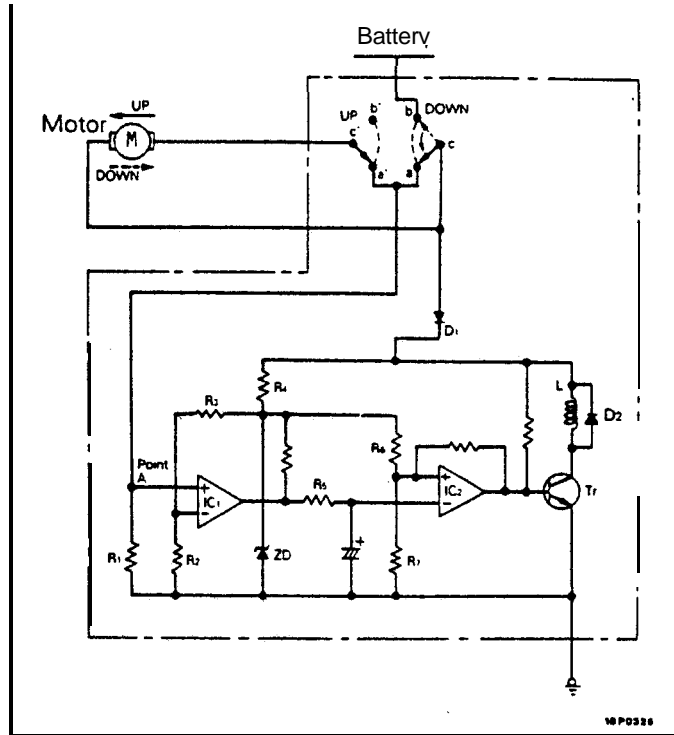 Battery
UP
b'
b
DOWN
c'
c
a'
a
UP
Motor
M
DOWN
D1
R4
R3
L
D2
R6
Point
A
+
-
IC1
R5
+
-
IC2
Tr
R1
R2
ZD
+
R7
16P0326